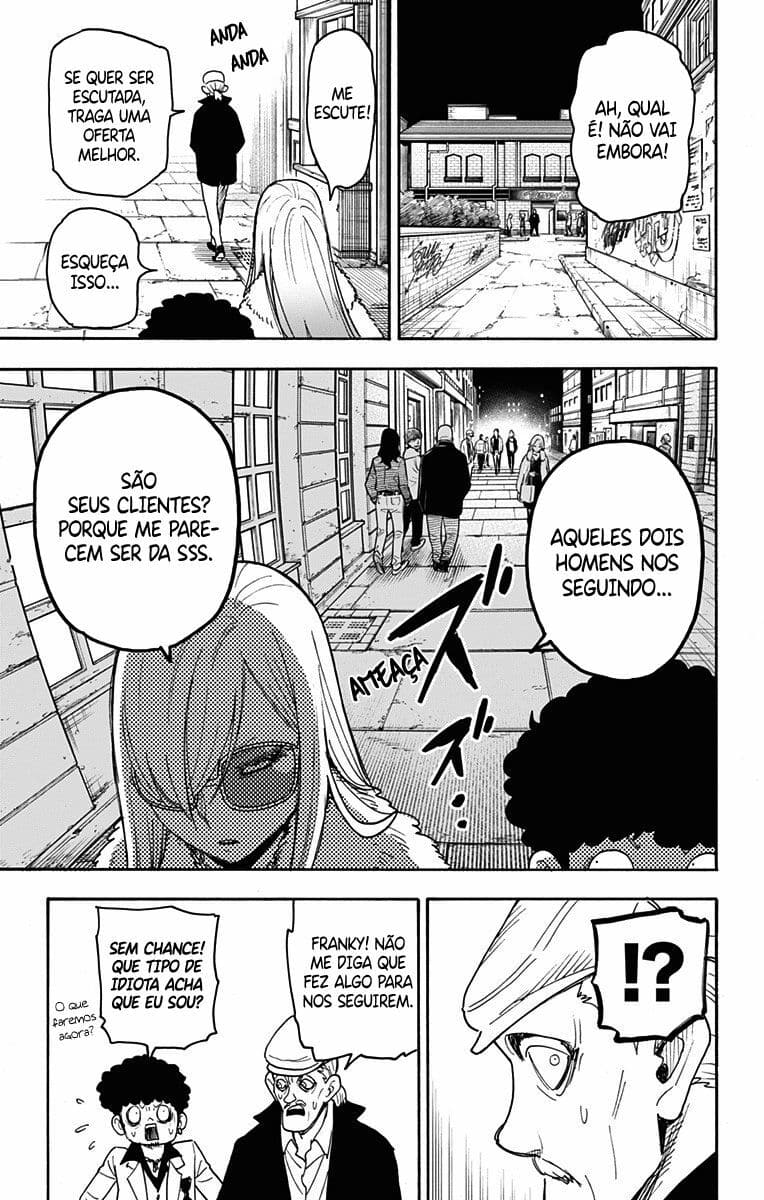 AH, QUAL
É! NÃO VAI
EMBORA!
ME
ESCUTE!
ANDA
ANDA
SE QUER SER
ESCUTADA,
TRAGA UMA
OFERTA
MELHOR.
ESQUEÇA
ISSO...
AQUELES DOIS
HOMENS NOS
SEGUINDO...
AMEAÇA
ズズ
SÃO
SEUS CLIENTES?
PORQUE ME PARE-
CEM SER DA SSS.
!?
FRANKY! NÃO
ME DIGA QUE
FEZ ALGO PARA
NOS SEGUIREM.
SEM CHANCE!
QUE TIPO DE
IDIOTA ACHA
QUE EU SOU?
O que
faremos
agora?